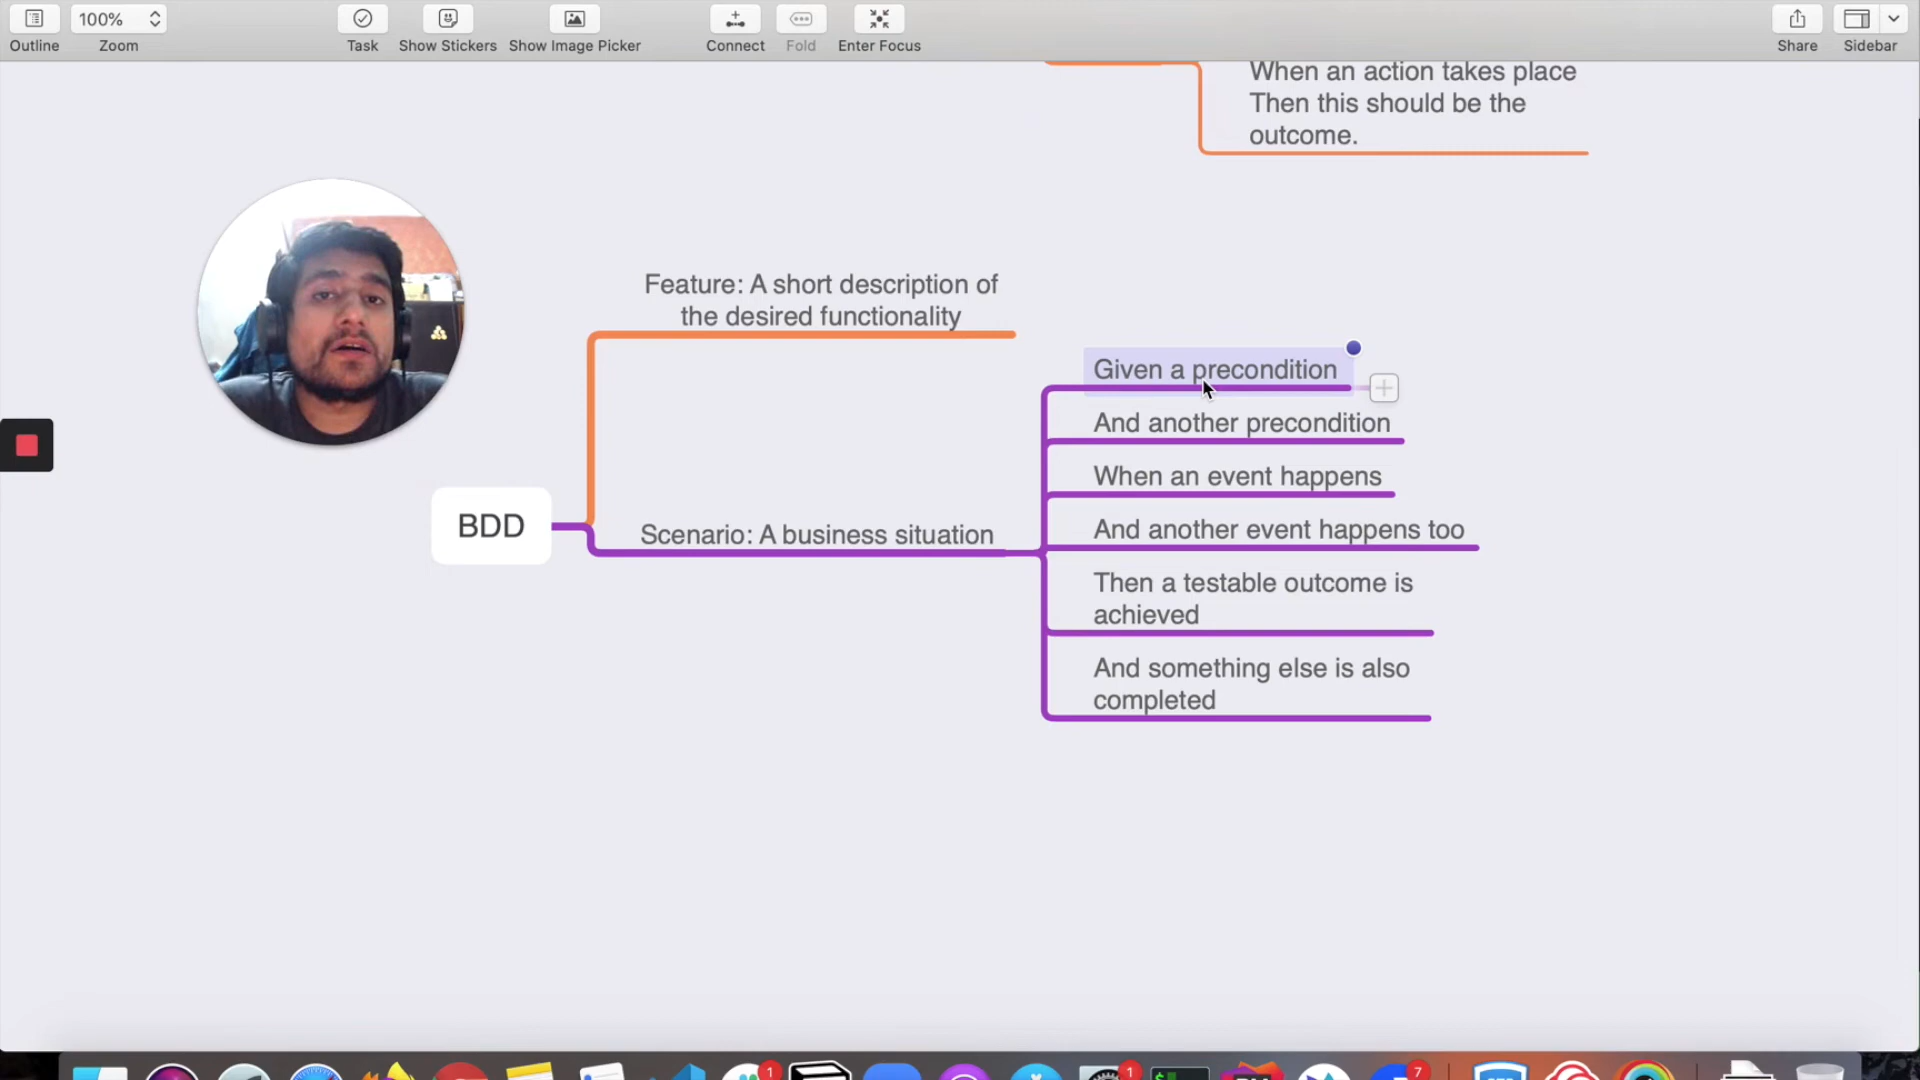 100%
Outline
Zoom
Task
Show Stickers
Show Image Picker
Connect
Fold
Enter Focus
Share
Sidebar
When an action takes place
Then this should be the
outcome.
Feature: A short description of
the desired functionality
Given a precondition
And another precondition
When an event happens
BDD
Scenario: A business situation
And another event happens too
Then a testable outcome is
achieved
And something else is also
completed
1
1
7